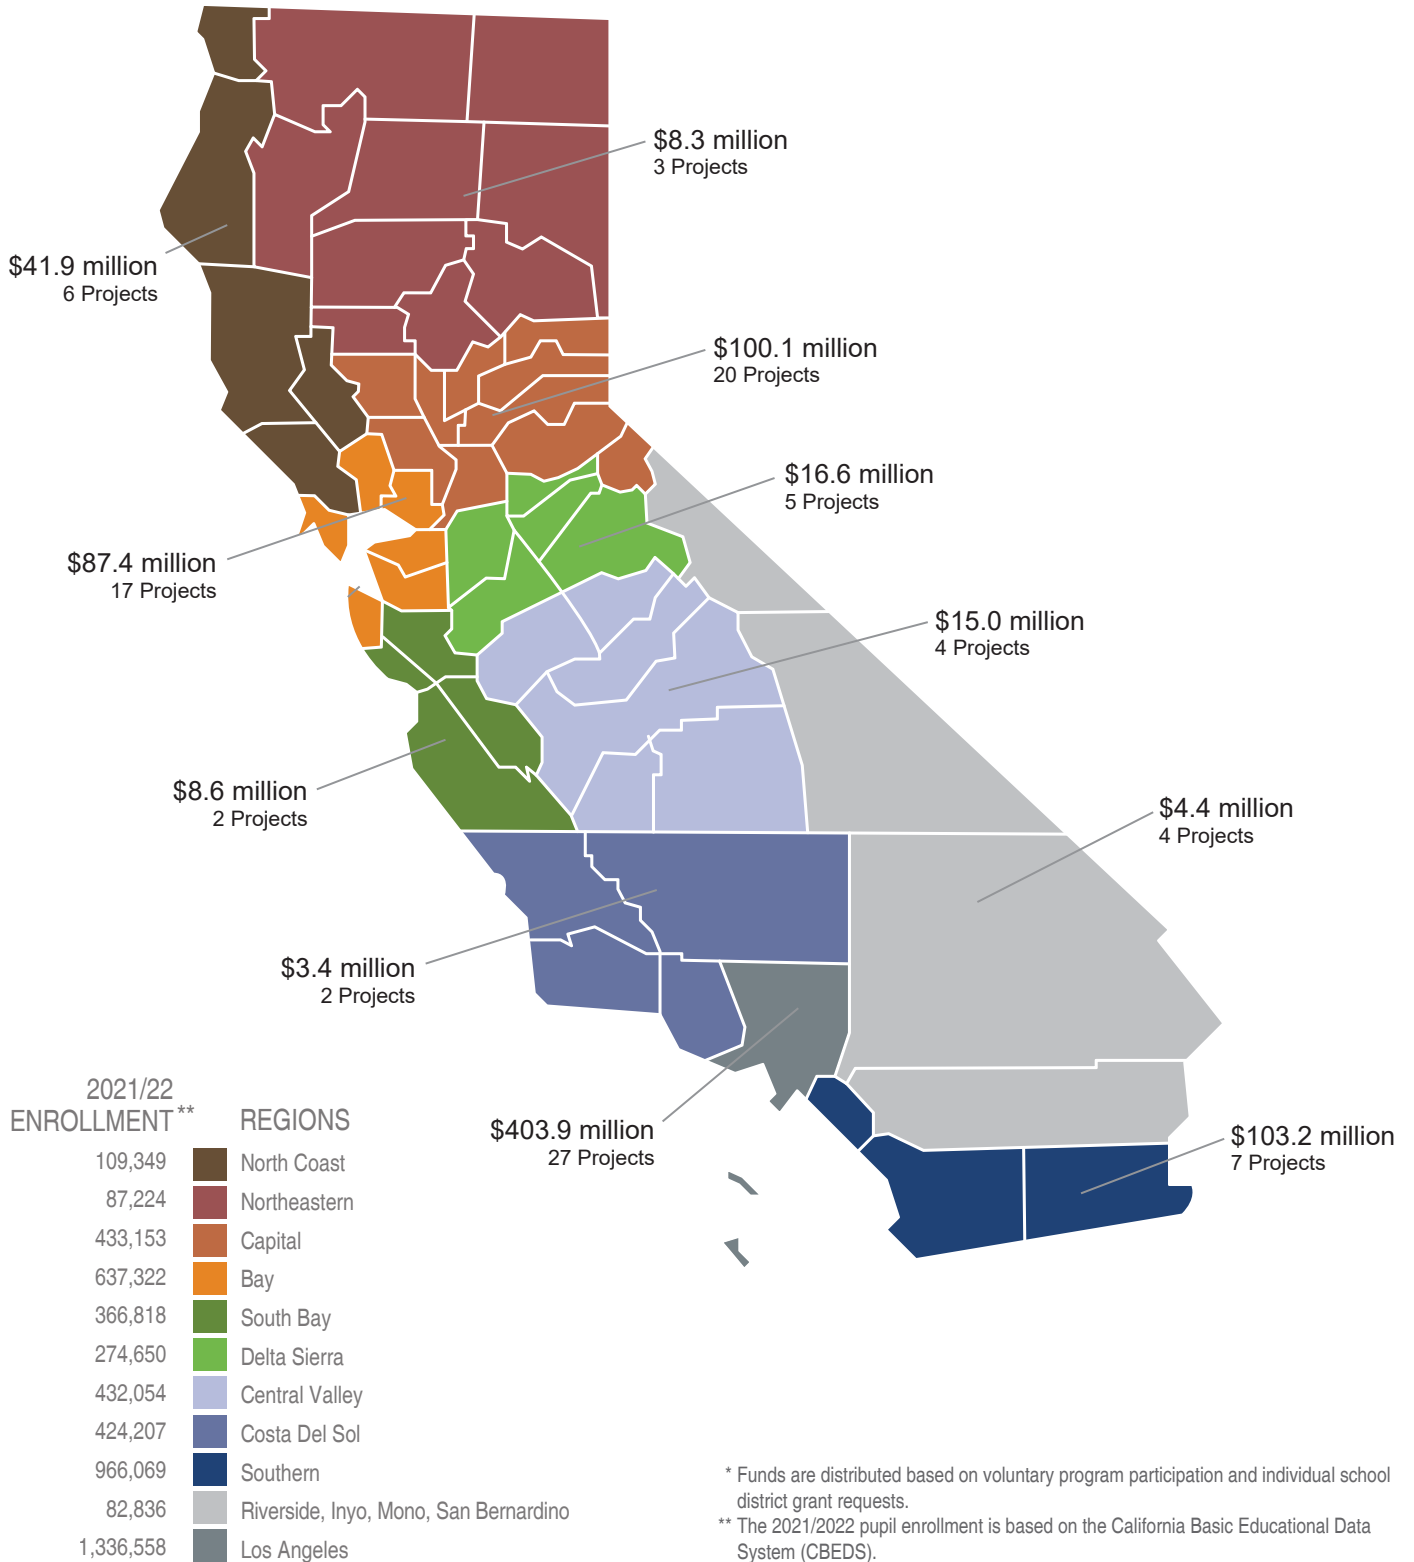 $8.3 million
3 Projects
$41.9 million
6 Projects
$100.1 million
20 Projects
$16.6 million
5 Projects
$87.4 million
17 Projects
$15.0 million
4 Projects
$8.6 million
2 Projects
$4.4 million
4 Projects
$3.4 million
2 Projects
$403.9 million
27 Projects
$103.2 million
7 Projects
2021/22
ENROLLMENT** REGIONS
109,349 North Coast
87,224 Northeastern
433,153 Capital
637,322 Bay
366,818 South Bay
274,650 Delta Sierra
432,054 Central Valley
424,207 Costa Del Sol
966,069 Southern
82,836 Riverside, Inyo, Mono, San Bernardino
1,336,558 Los Angeles
* Funds are distributed based on voluntary program participation and individual school
district grant requests.
** The 2021/2022 pupil enrollment is based on the California Basic Educational Data
System (CBEDS).